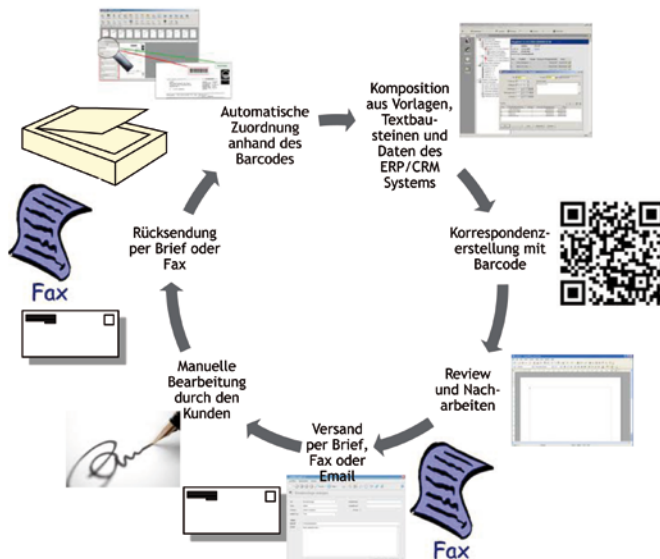 Automatische
Zuordnung
anhand des
Barcodes
Komposition
aus Vorlagen,
Textbau-
steinen und
Daten des
ERP/CRM
Systems
Korrespondenz-
erstellung mit
Barcode
Review
und Nach-
arbeiten
Versand
per Brief,
Fax oder
Email
Fax
Manuelle
Bearbeitung
durch den
Kunden
Rücksendung
per Brief oder
Fax
Fax